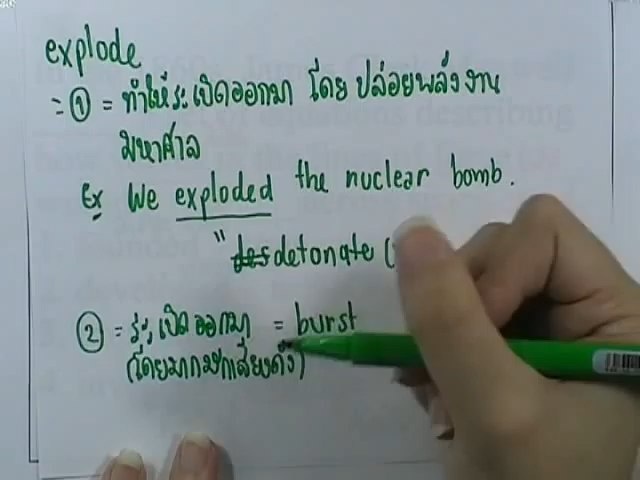 explode
= ① = ทำให้ระเบิดออกมา โดย ปล่อยพลังงาน
มหาศาล
Ex We exploded the nuclear bomb.
" detonate (
② = ระเบิดออกมา = burst
(โดยมากมักเสียงดัง)